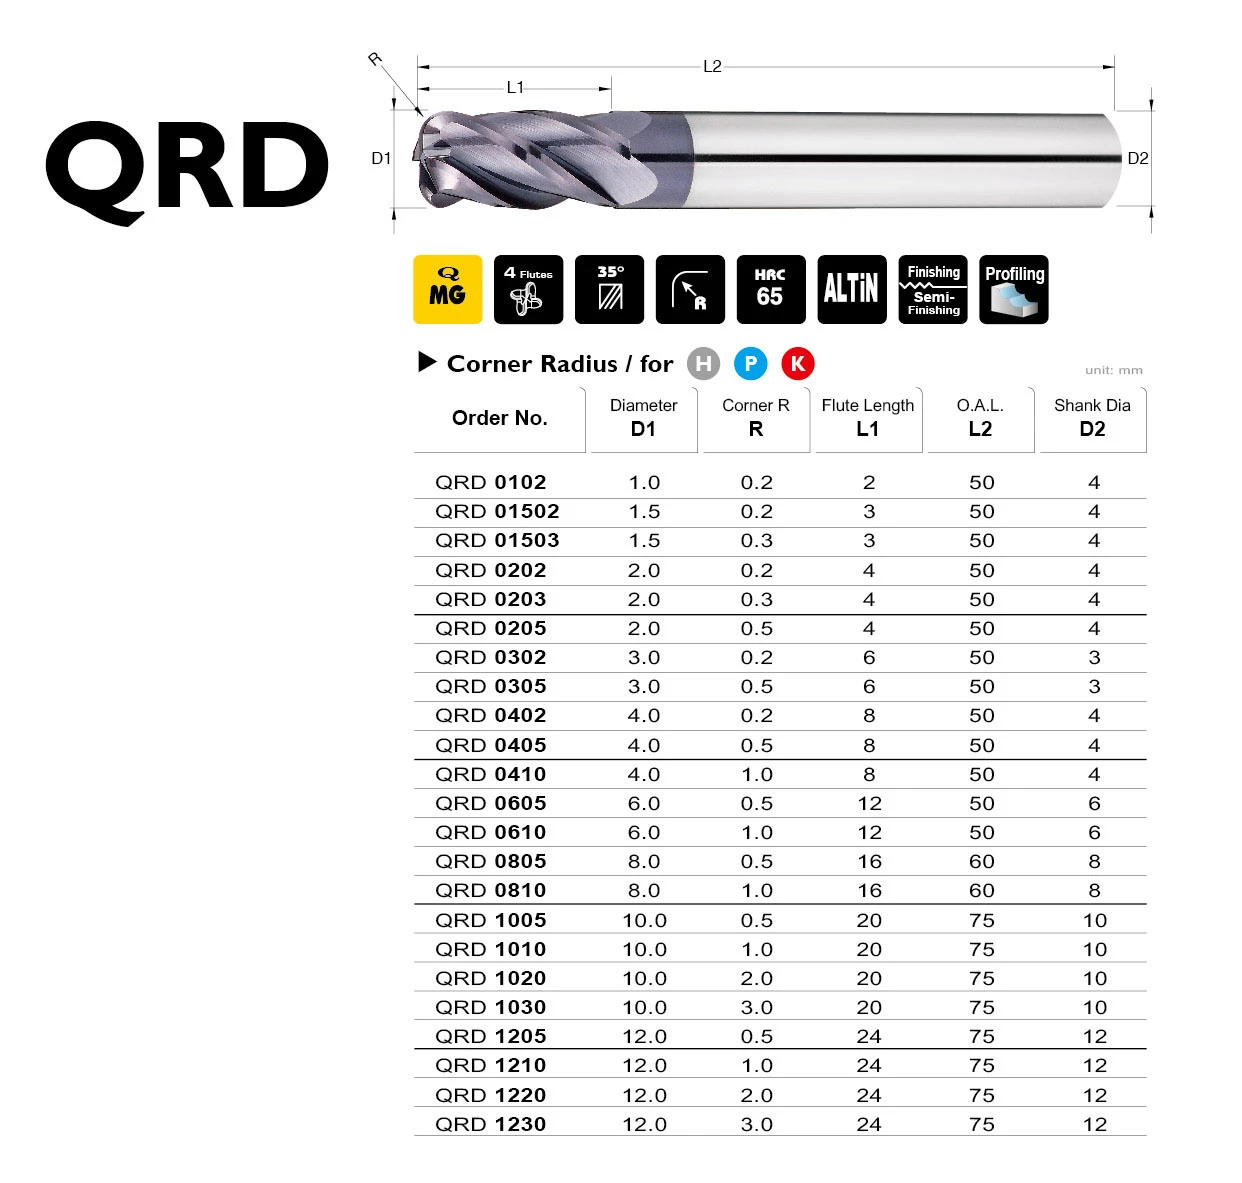 R
L2
L1
QRD
D1
D2
Q
MG
4 Flutes
35°
R
HRC
65
ALTiN
Finishing
Semi-
Finishing
Profiling
Corner Radius / for H P K
unit: mm
Order No. Diameter D1 Corner R R Flute Length L1 O.A.L. L2 Shank Dia D2
QRD 0102 1.0 0.2 2 50 4
QRD 01502 1.5 0.2 3 50 4
QRD 01503 1.5 0.3 3 50 4
QRD 0202 2.0 0.2 4 50 4
QRD 0203 2.0 0.3 4 50 4
QRD 0205 2.0 0.5 4 50 4
QRD 0302 3.0 0.2 6 50 3
QRD 0305 3.0 0.5 6 50 3
QRD 0402 4.0 0.2 8 50 4
QRD 0405 4.0 0.5 8 50 4
QRD 0410 4.0 1.0 8 50 4
QRD 0605 6.0 0.5 12 50 6
QRD 0610 6.0 1.0 12 50 6
QRD 0805 8.0 0.5 16 60 8
QRD 0810 8.0 1.0 16 60 8
QRD 1005 10.0 0.5 20 75 10
QRD 1010 10.0 1.0 20 75 10
QRD 1020 10.0 2.0 20 75 10
QRD 1030 10.0 3.0 20 75 10
QRD 1205 12.0 0.5 24 75 12
QRD 1210 12.0 1.0 24 75 12
QRD 1220 12.0 2.0 24 75 12
QRD 1230 12.0 3.0 24 75 12